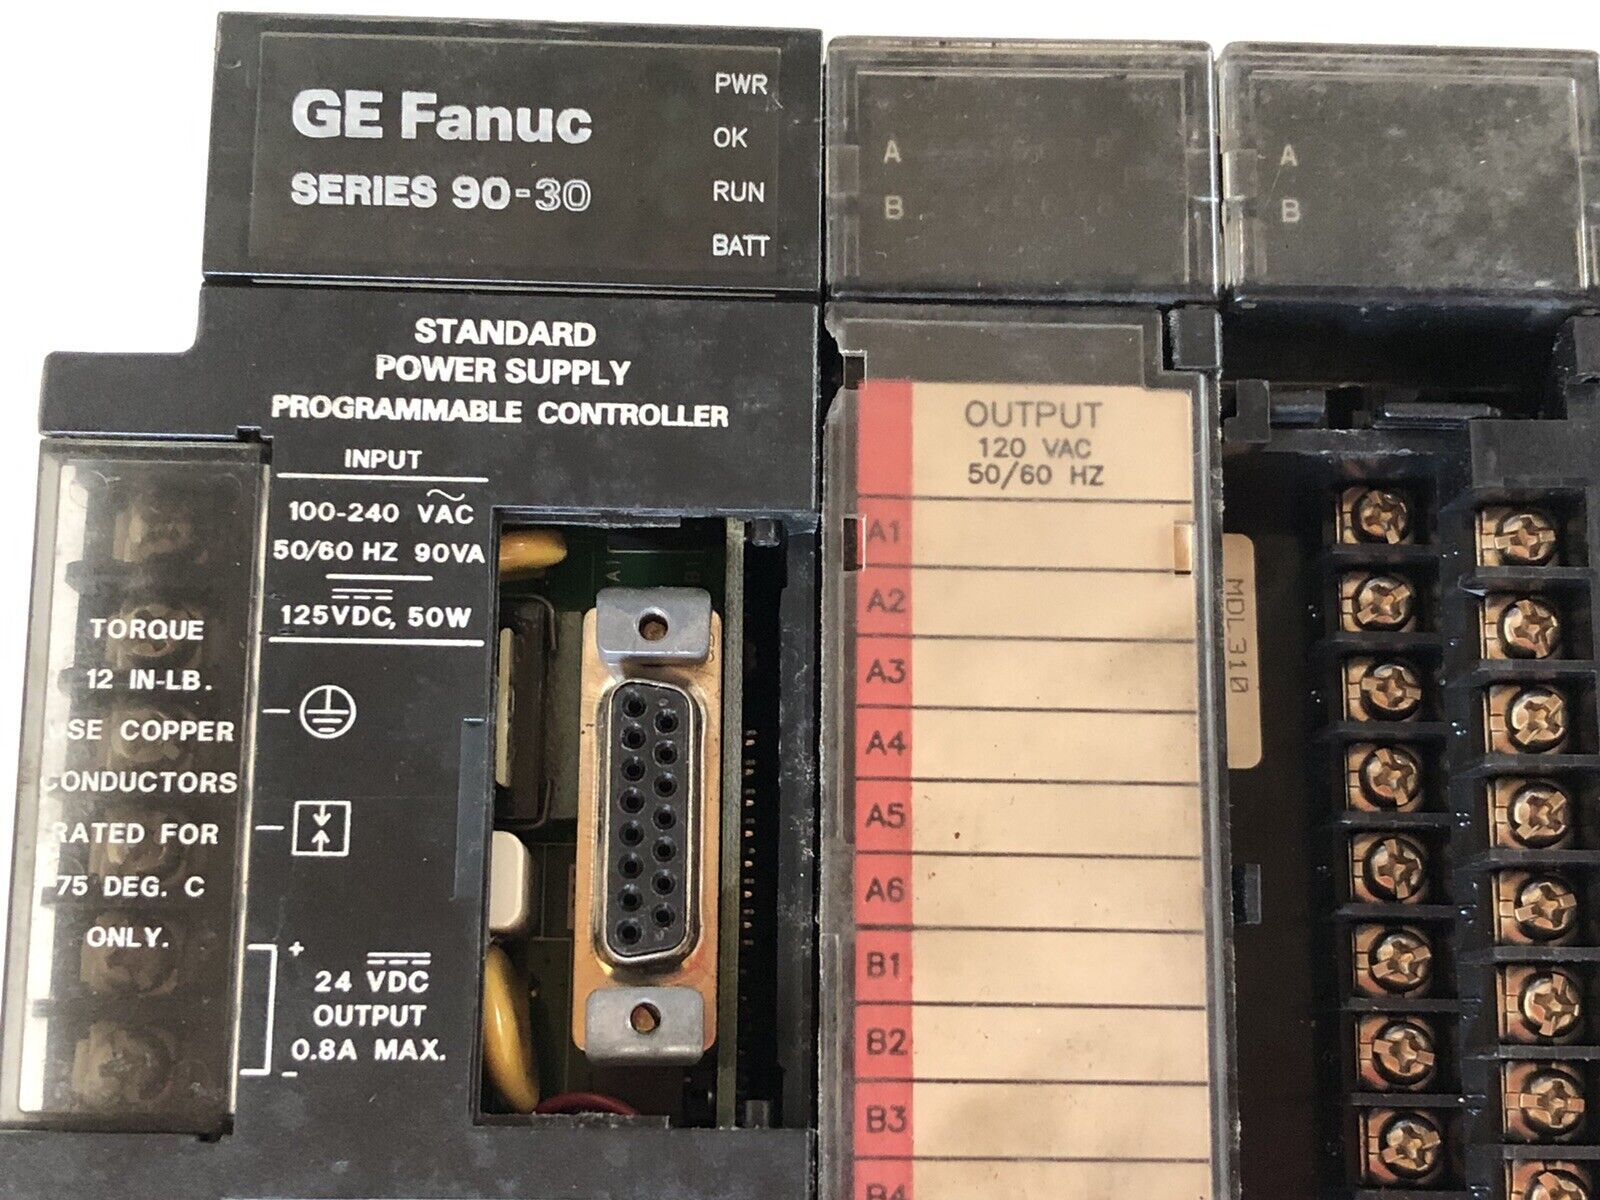 GE Fanuc
SERIES 90-30
PWR
OK
RUN
BATT
STANDARD
POWER SUPPLY
PROGRAMMABLE CONTROLLER
INPUT
100-240 VAC
50/60 HZ 90VA
125VDC, 50W
TORQUE
12 IN-LB.
USE COPPER
CONDUCTORS
RATED FOR
75 DEG. C
ONLY.
+
24 VDC
OUTPUT
0.8A MAX.
-
A
B
OUTPUT
120 VAC
50/60 HZ
A1
A2
A3
A4
A5
A6
B1
B2
B3
B4
MDL310
A
B